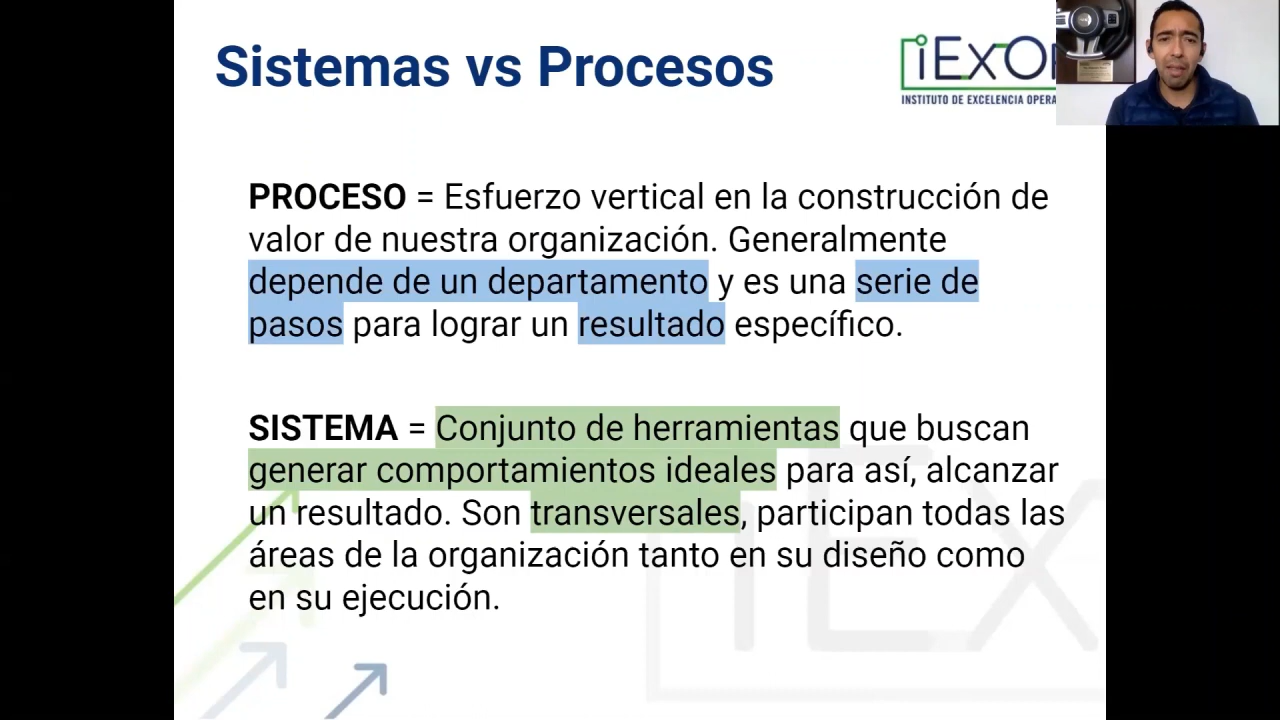 Sistemas vs Procesos
iExO
INSTITUTO DE EXCELENCIA OPERA
PROCESO = Esfuerzo vertical en la construcción de
valor de nuestra organización. Generalmente
depende de un departamento y es una serie de
pasos para lograr un resultado específico.
SISTEMA = Conjunto de herramientas que buscan
generar comportamientos ideales para así, alcanzar
un resultado. Son transversales, participan todas las
áreas de la organización tanto en su diseño como
en su ejecución.
iEx